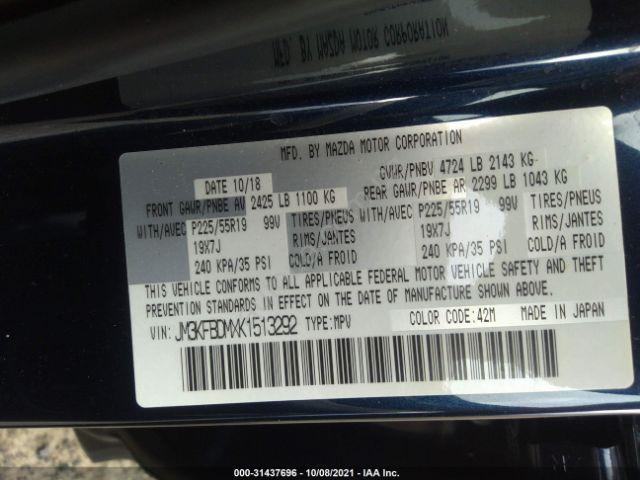 MFD. BY MAZDA MOTOR CORPORATION
DATE 10/18
GVWR/PNBV 4724 LB 2143 KG
FRONT GAWR/PNBE AV 2425 LB 1100 KG
REAR GAWR/PNBE AR 2299 LB 1043 KG
WITH/AVEC P225/55R19 99V TIRES/PNEUS
P225/55R19 99V TIRES/PNEUS
19X7J RIMS/JANTES
19X7J RIMS/JANTES
240 KPA/35 PSI COLD/A FROID
240 KPA/35 PSI COLD/A FROID
THIS VEHICLE CONFORMS TO ALL APPLICABLE FEDERAL MOTOR VEHICLE SAFETY AND THEFT
PREVENTION STANDARDS IN EFFECT ON THE DATE OF MANUFACTURE SHOWN ABOVE.
VIN: JM3KFBDMXK1513292 TYPE:MPV
COLOR CODE:42M MADE IN JAPAN
000-31437696 - 10/08/2021 - IAA Inc.